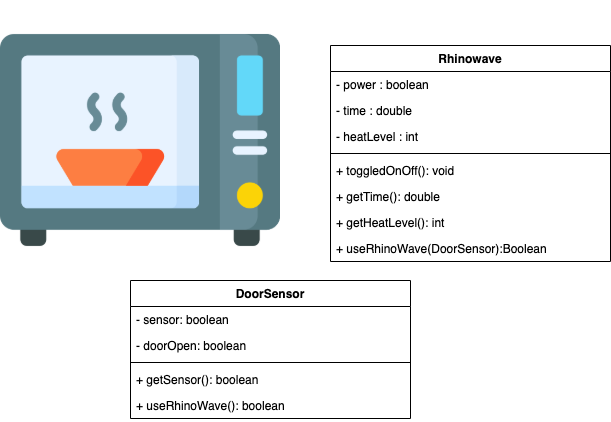 Rhinowave
- power : boolean
- time : double
- heatLevel : int
+ toggledOnOff(): void
+ getTime(): double
+ getHeatLevel(): int
+ useRhinoWave(DoorSensor):Boolean
DoorSensor
- sensor: boolean
- doorOpen: boolean
+ getSensor(): boolean
+ useRhinoWave(): boolean